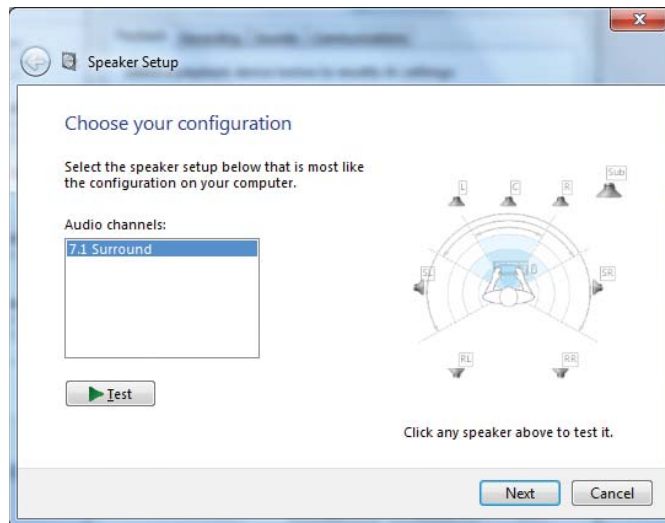 Speaker Setup
Choose your configuration
Select the speaker setup below that is most like
the configuration on your computer.
Audio channels:
7.1 Surround
Test
L
C
R
Sub
SL
SR
RL
RR
Click any speaker above to test it.
Next
Cancel